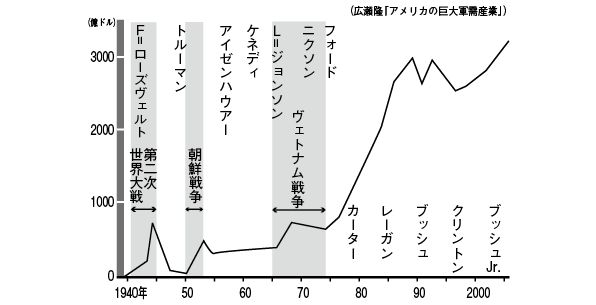 (広瀬隆『アメリカの巨大軍需産業』)
(億ドル)
3000
2000
1000
0
F=ローズヴェルト
トルーマン
アイゼンハウアー
ケネディ
L=ジョンソン
ニクソン
フォード
第二次
世界大戦
朝鮮戦争
ヴェトナム戦争
カーター
レーガン
ブッシュ
クリントン
ブッシュJr.
1940年
50
60
70
80
90
2000